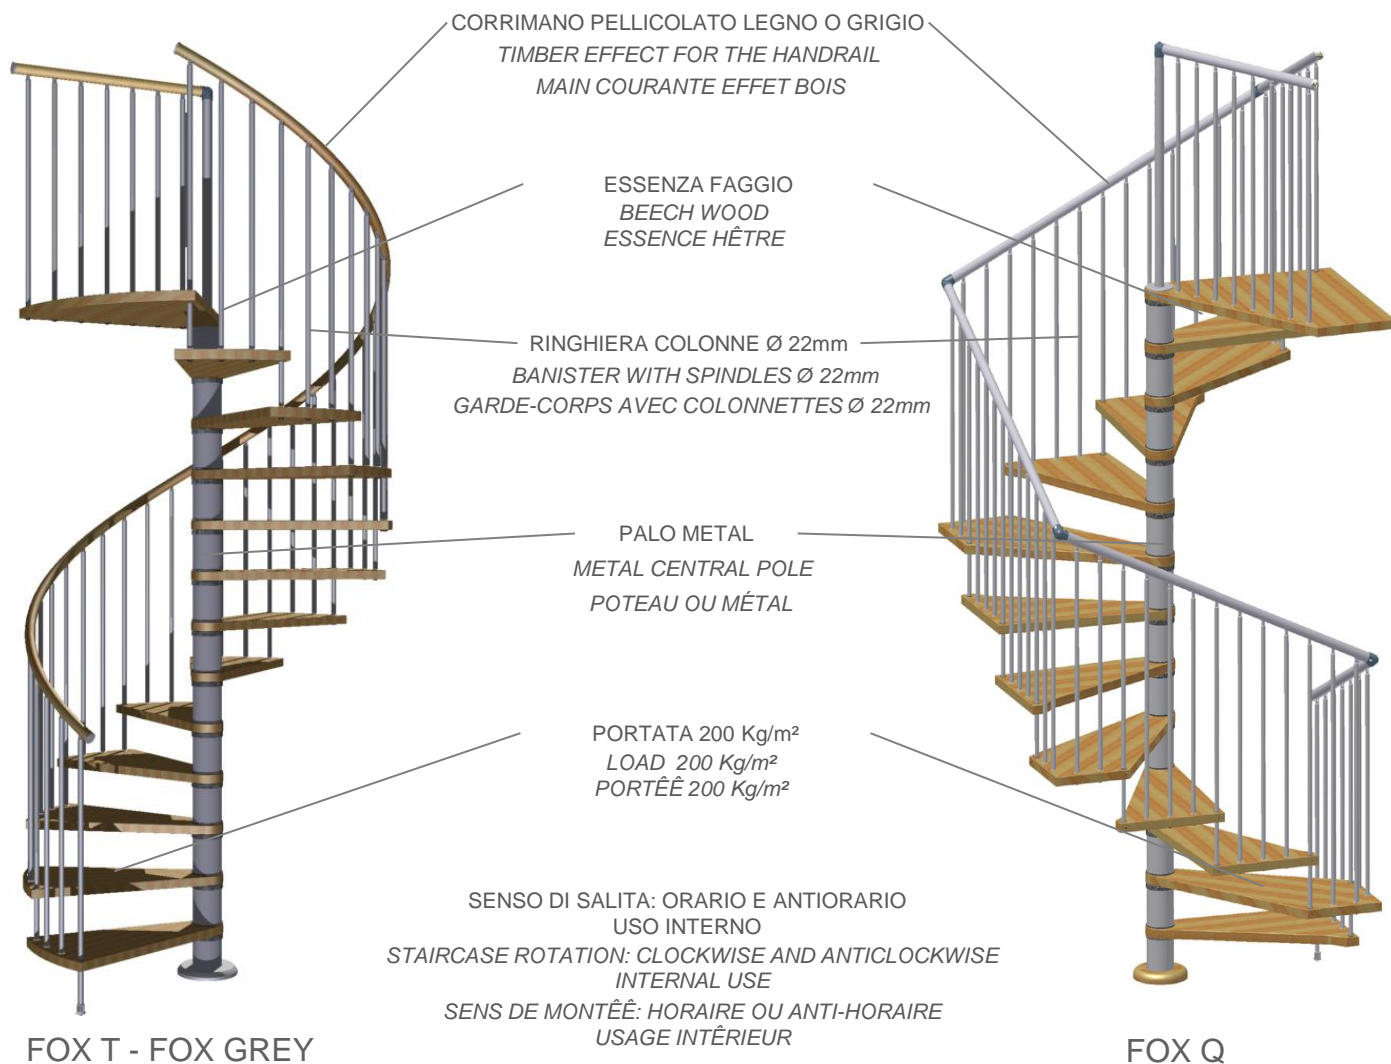 CORRIMANO PELLICOLATO LEGNO O GRIGIO
TIMBER EFFECT FOR THE HANDRAIL
MAIN COURANTE EFFET BOIS
ESSENZA FAGGIO
BEECH WOOD
ESSENCE HÊTRE
RINGHIERA COLONNE Ø 22mm
BANISTER WITH SPINDLES Ø 22mm
GARDE-CORPS AVEC COLONNETTES Ø 22mm
PALO METAL
METAL CENTRAL POLE
POTEAU OU MÉTAL
PORTATA 200 Kg/m²
LOAD 200 Kg/m²
PORTÊÊ 200 Kg/m²
SENSO DI SALITA: ORARIO E ANTIORARIO
USO INTERNO
STAIRCASE ROTATION: CLOCKWISE AND ANTICLOCKWISE
INTERNAL USE
SENS DE MONTÊÊ: HORAIRE OU ANTI-HORAIRE
USAGE INTÊRIEUR
FOX T - FOX GREY
FOX Q